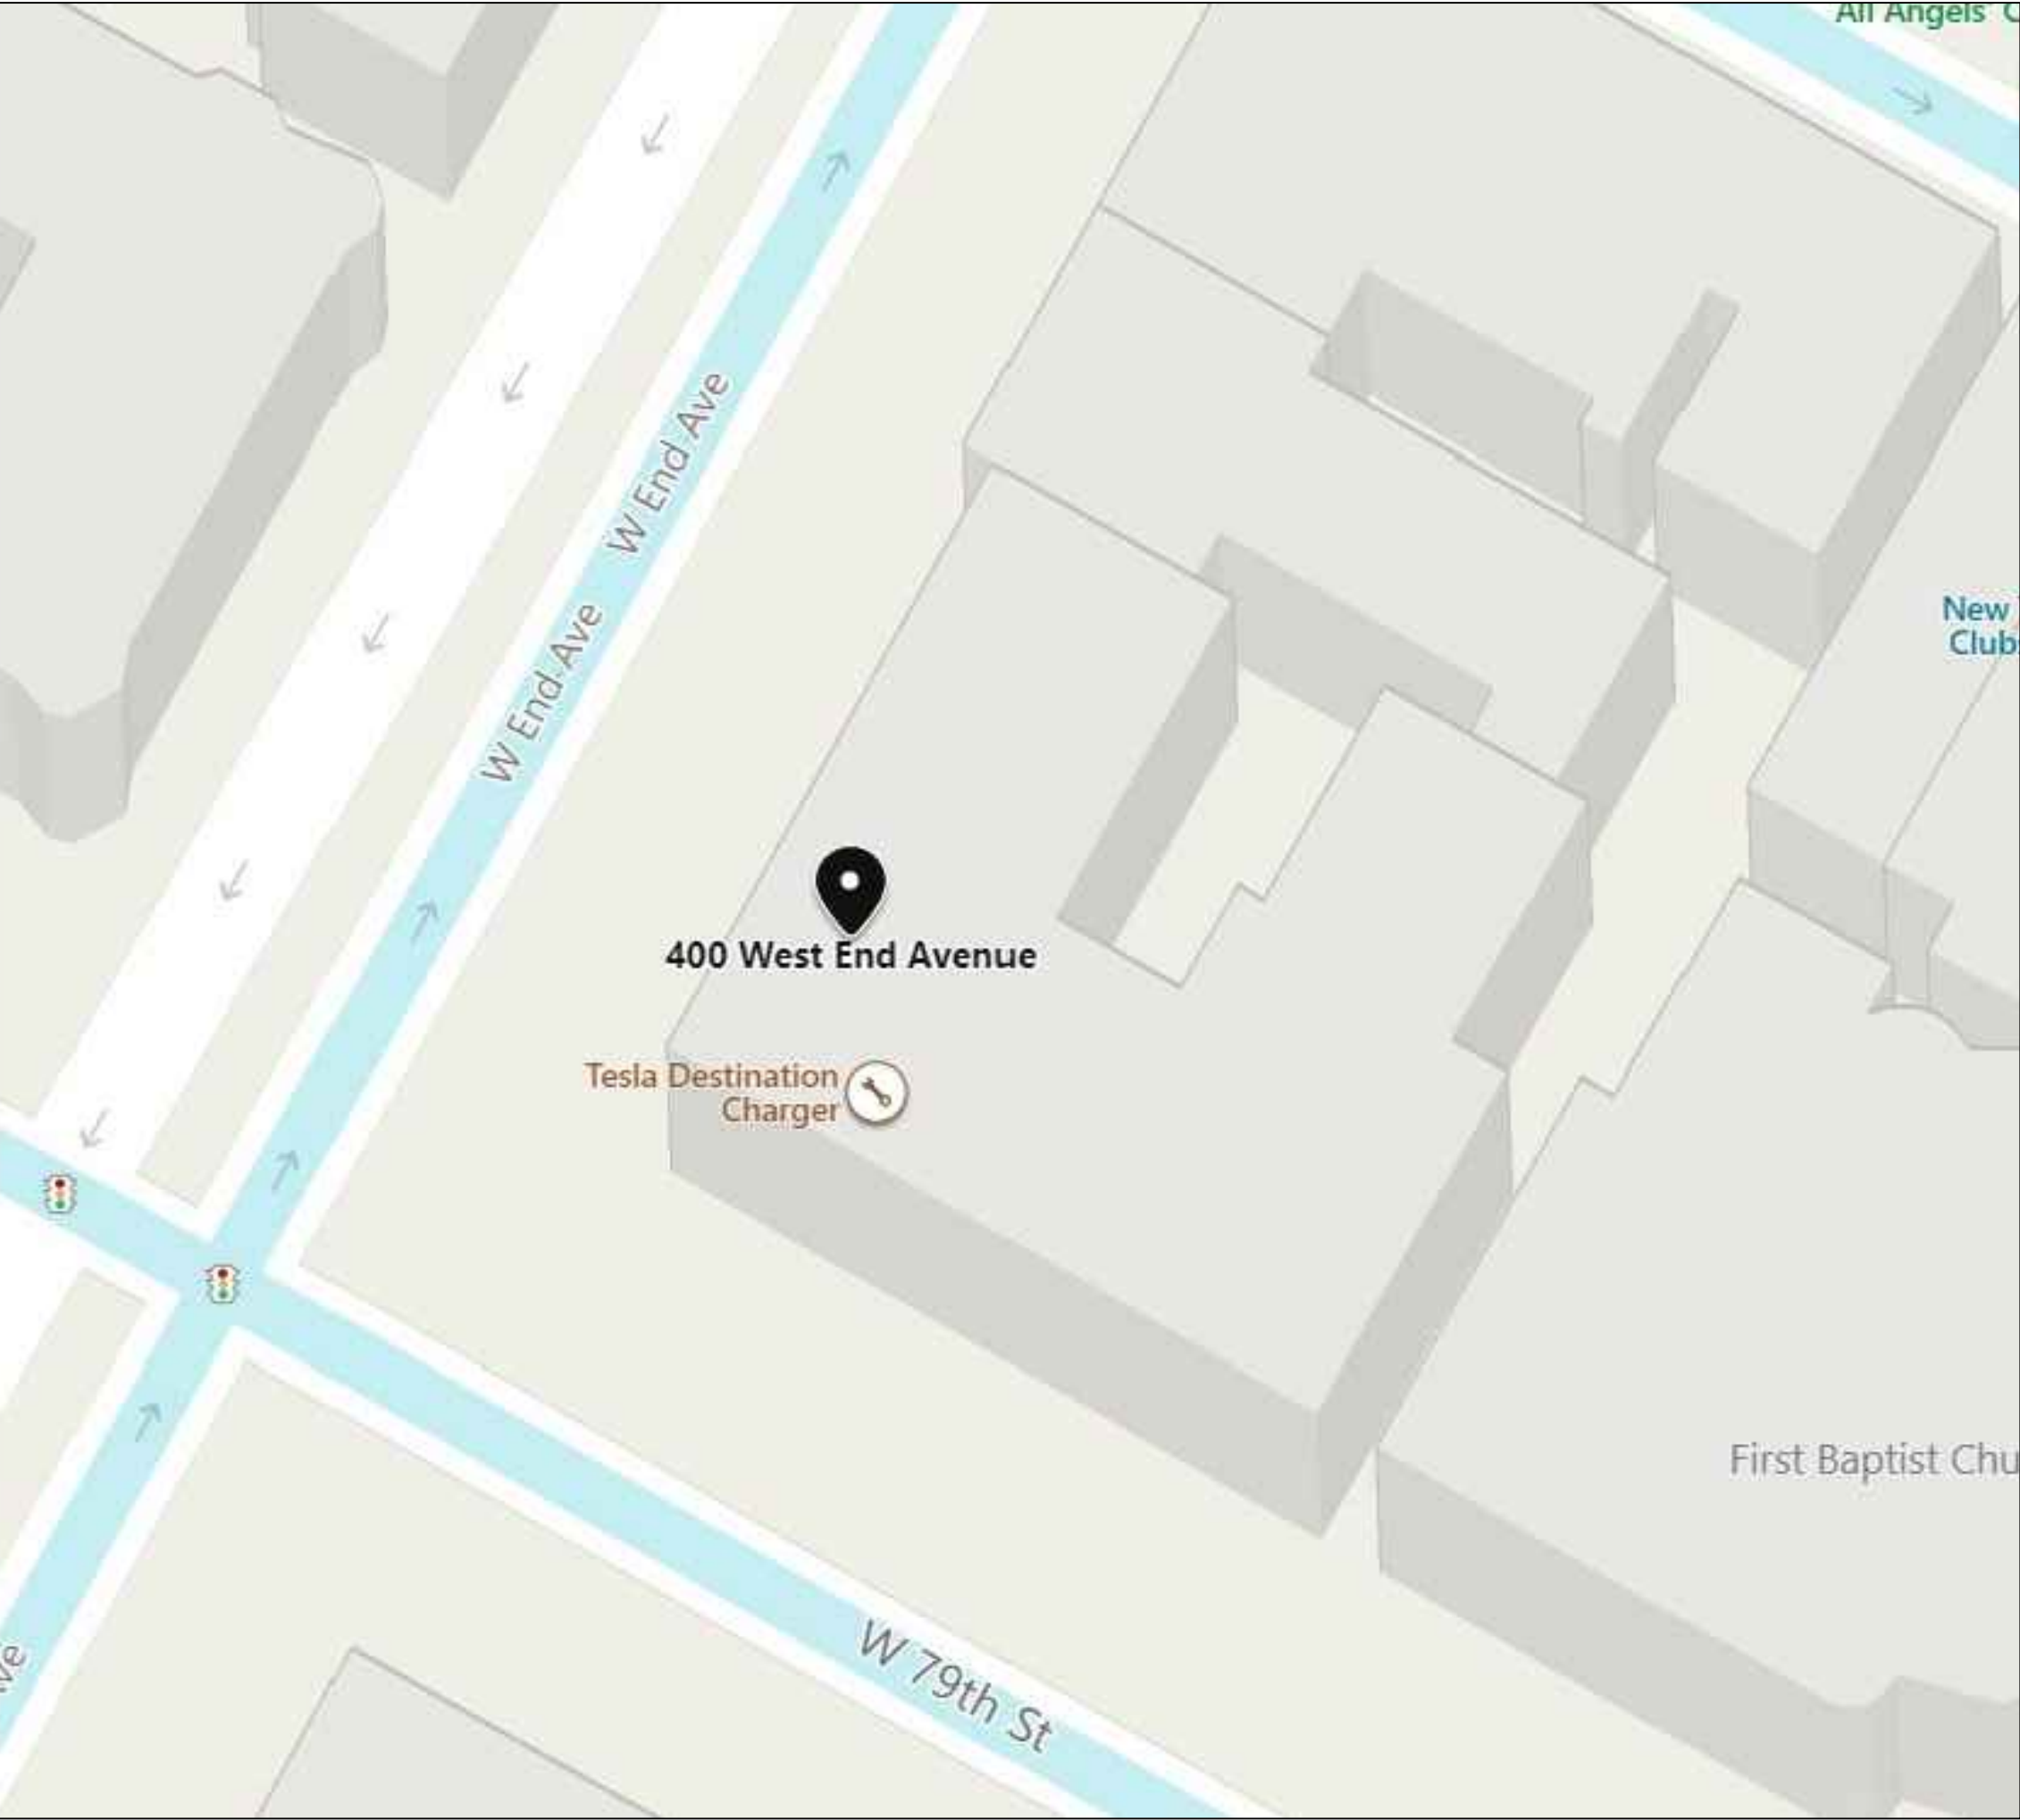 All Angels' C
W End Ave
W End Ave
New
Club
400 West End Avenue
Tesla Destination
Charger
First Baptist Chu
W 79th St
ve